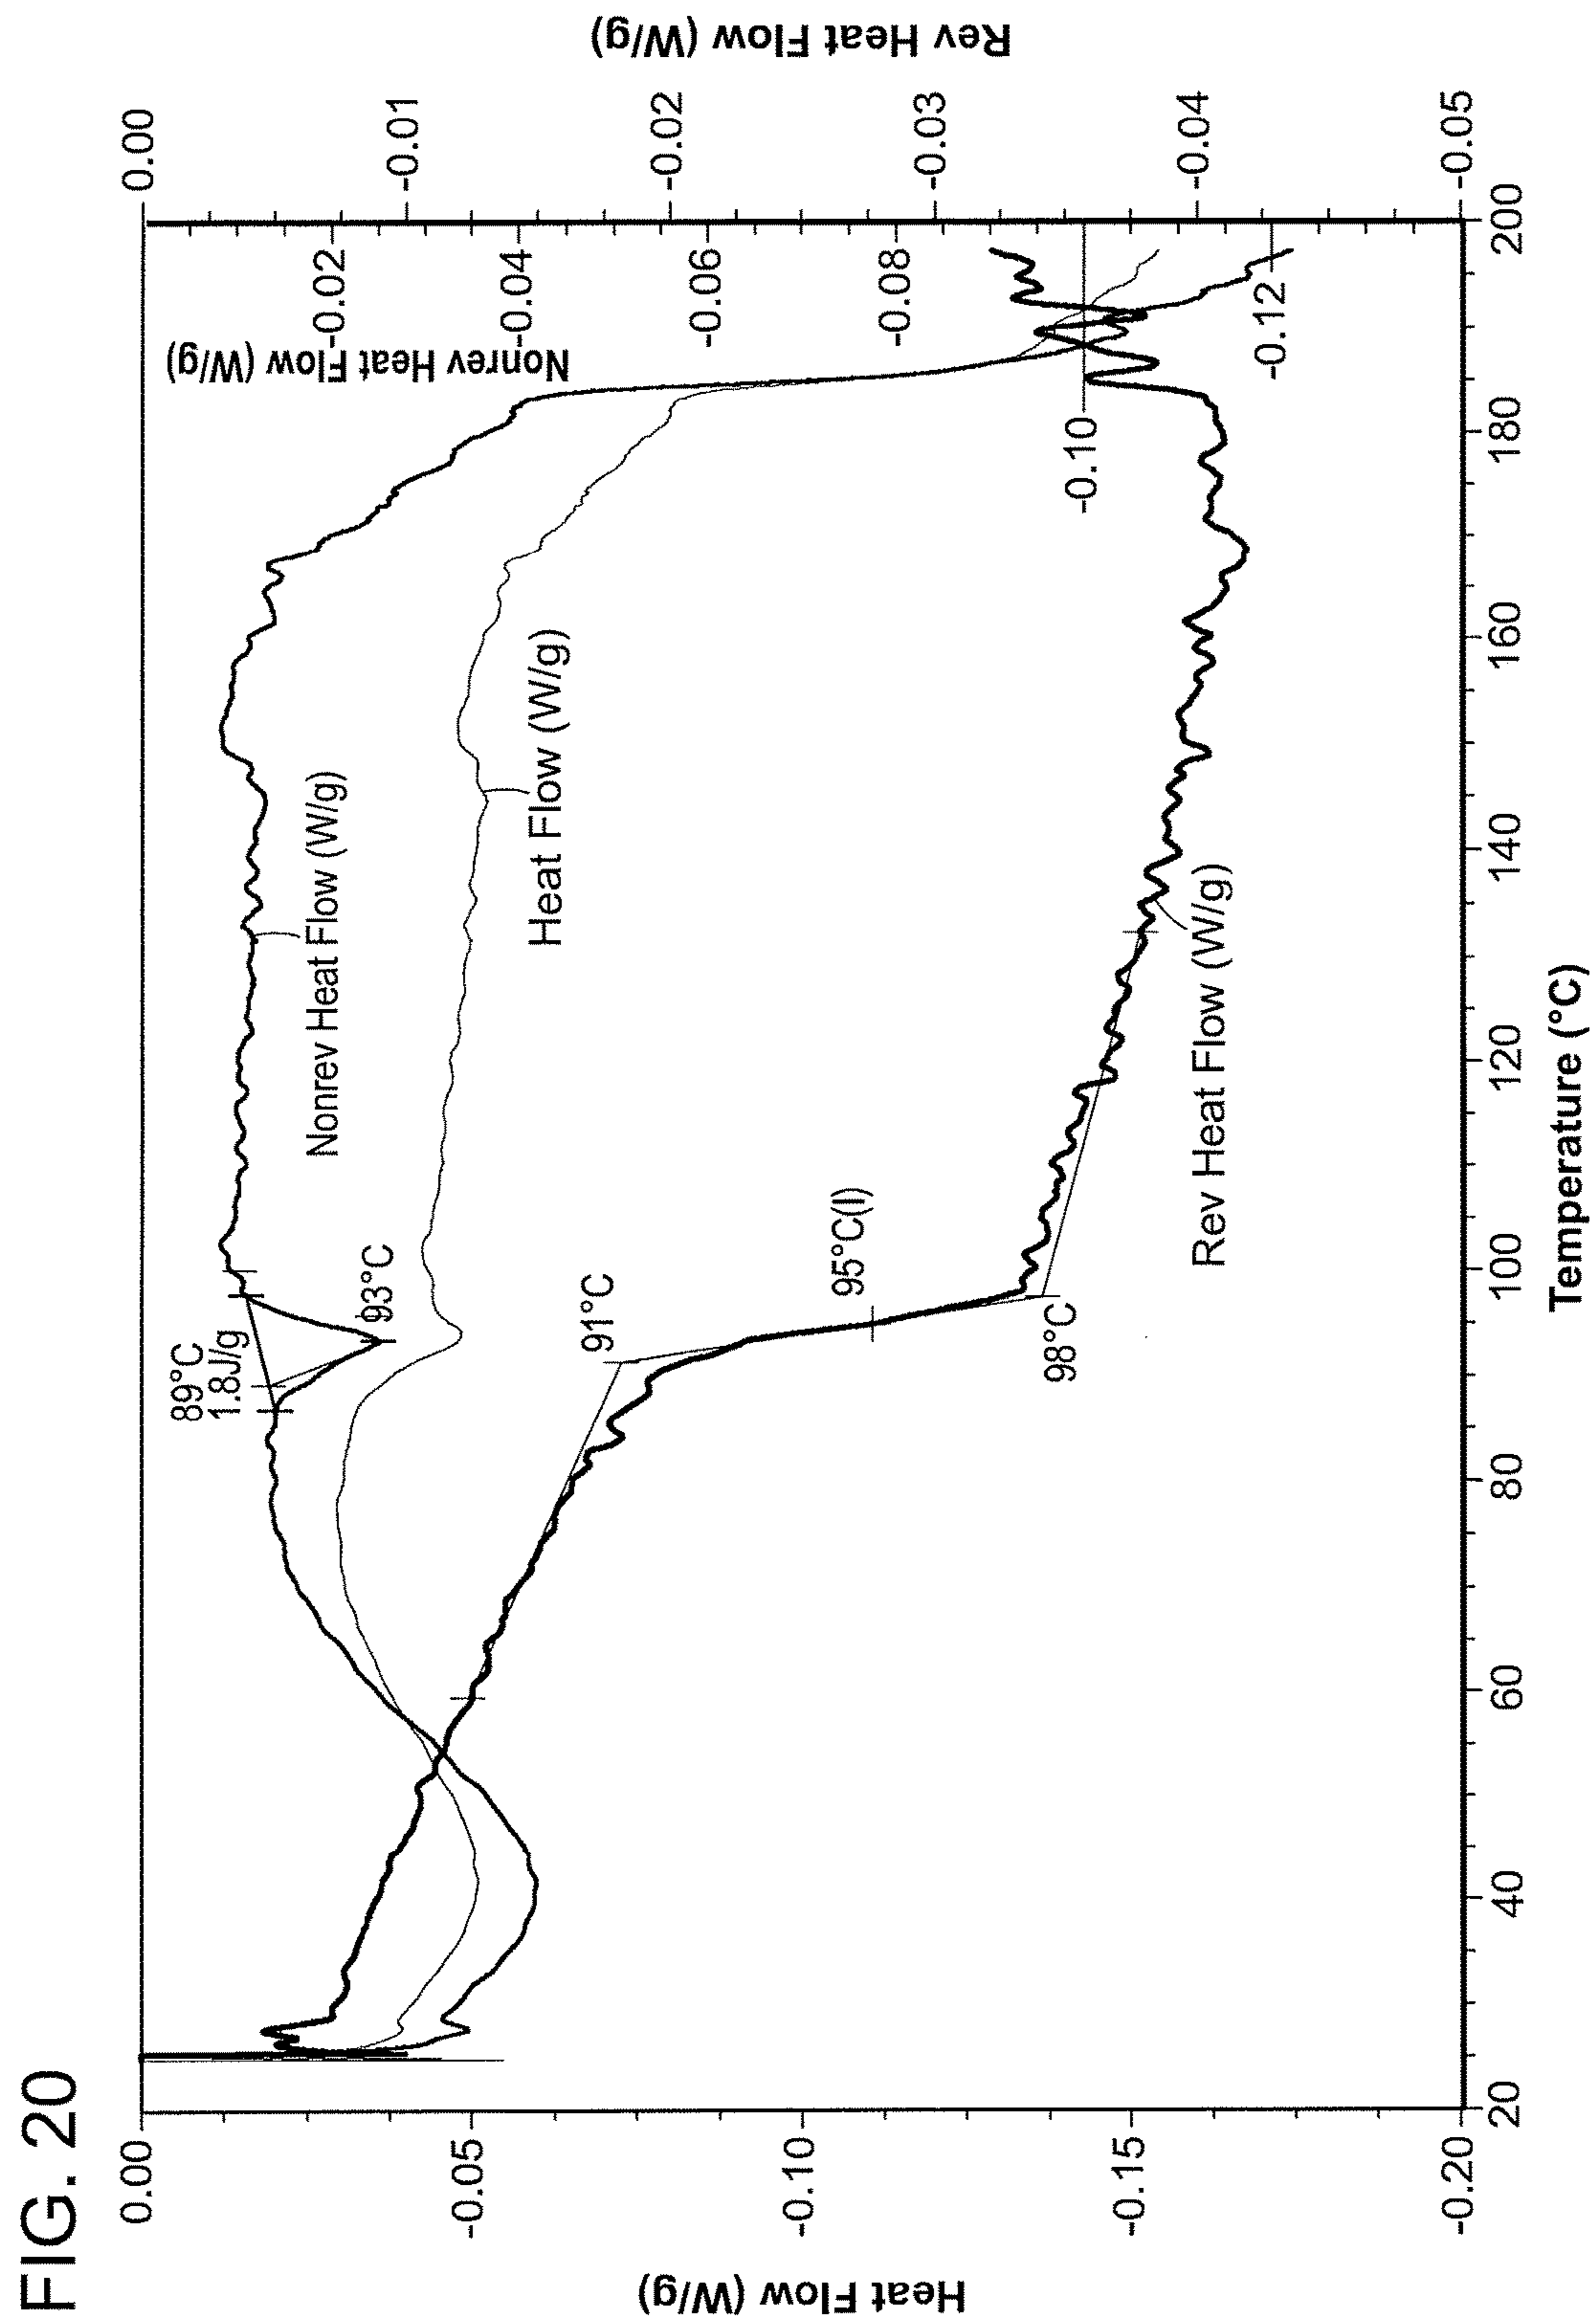 FIG. 20
0.00
-0.01
-0.02
-0.03
-0.04
-0.05
Rev Heat Flow (W/g)
-0.02
-0.04
-0.06
-0.08
-0.10
-0.12
Nonrev Heat Flow (W/g)
89°C
1.8J/g
93°C
Nonrev Heat Flow (W/g)
Heat Flow (W/g)
91°C
95°C(I)
98°C
Rev Heat Flow (W/g)
0.00
-0.05
-0.10
-0.15
-0.20
Heat Flow (W/g)
20
40
60
80
100
120
140
160
180
200
Temperature (°C)